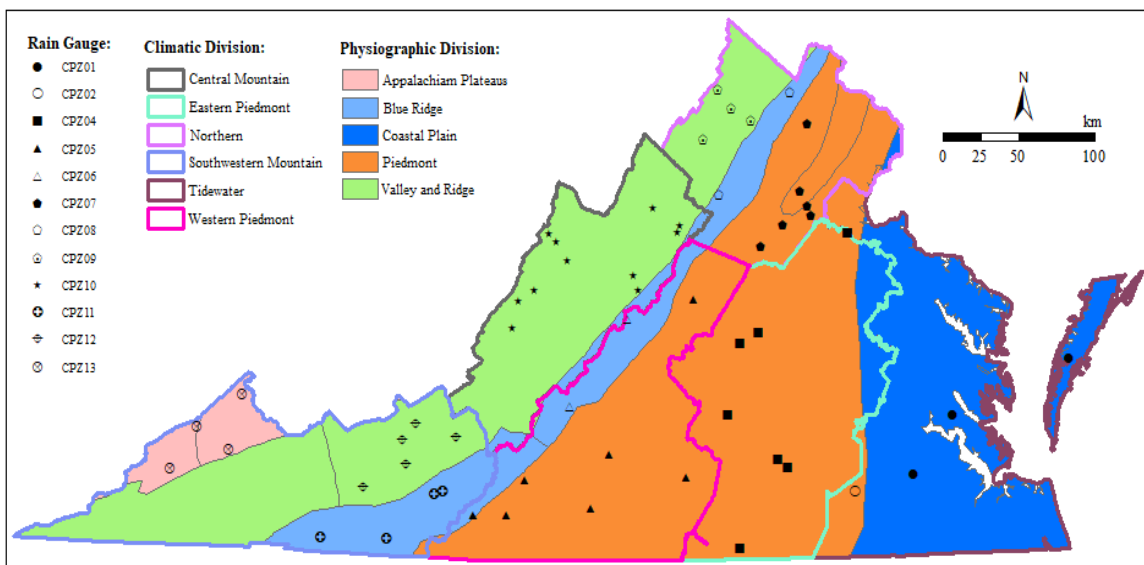 Rain Gauge:
CPZ01
CPZ02
CPZ04
CPZ05
CPZ06
CPZ07
CPZ08
CPZ09
CPZ10
CPZ11
CPZ12
CPZ13
Climatic Division:
Central Mountain
Eastern Piedmont
Northern
Southwestern Mountain
Tidewater
Western Piedmont
Physiographic Division:
Appalachiam Plateaus
Blue Ridge
Coastal Plain
Piedmont
Valley and Ridge
N
km
0 25 50 100